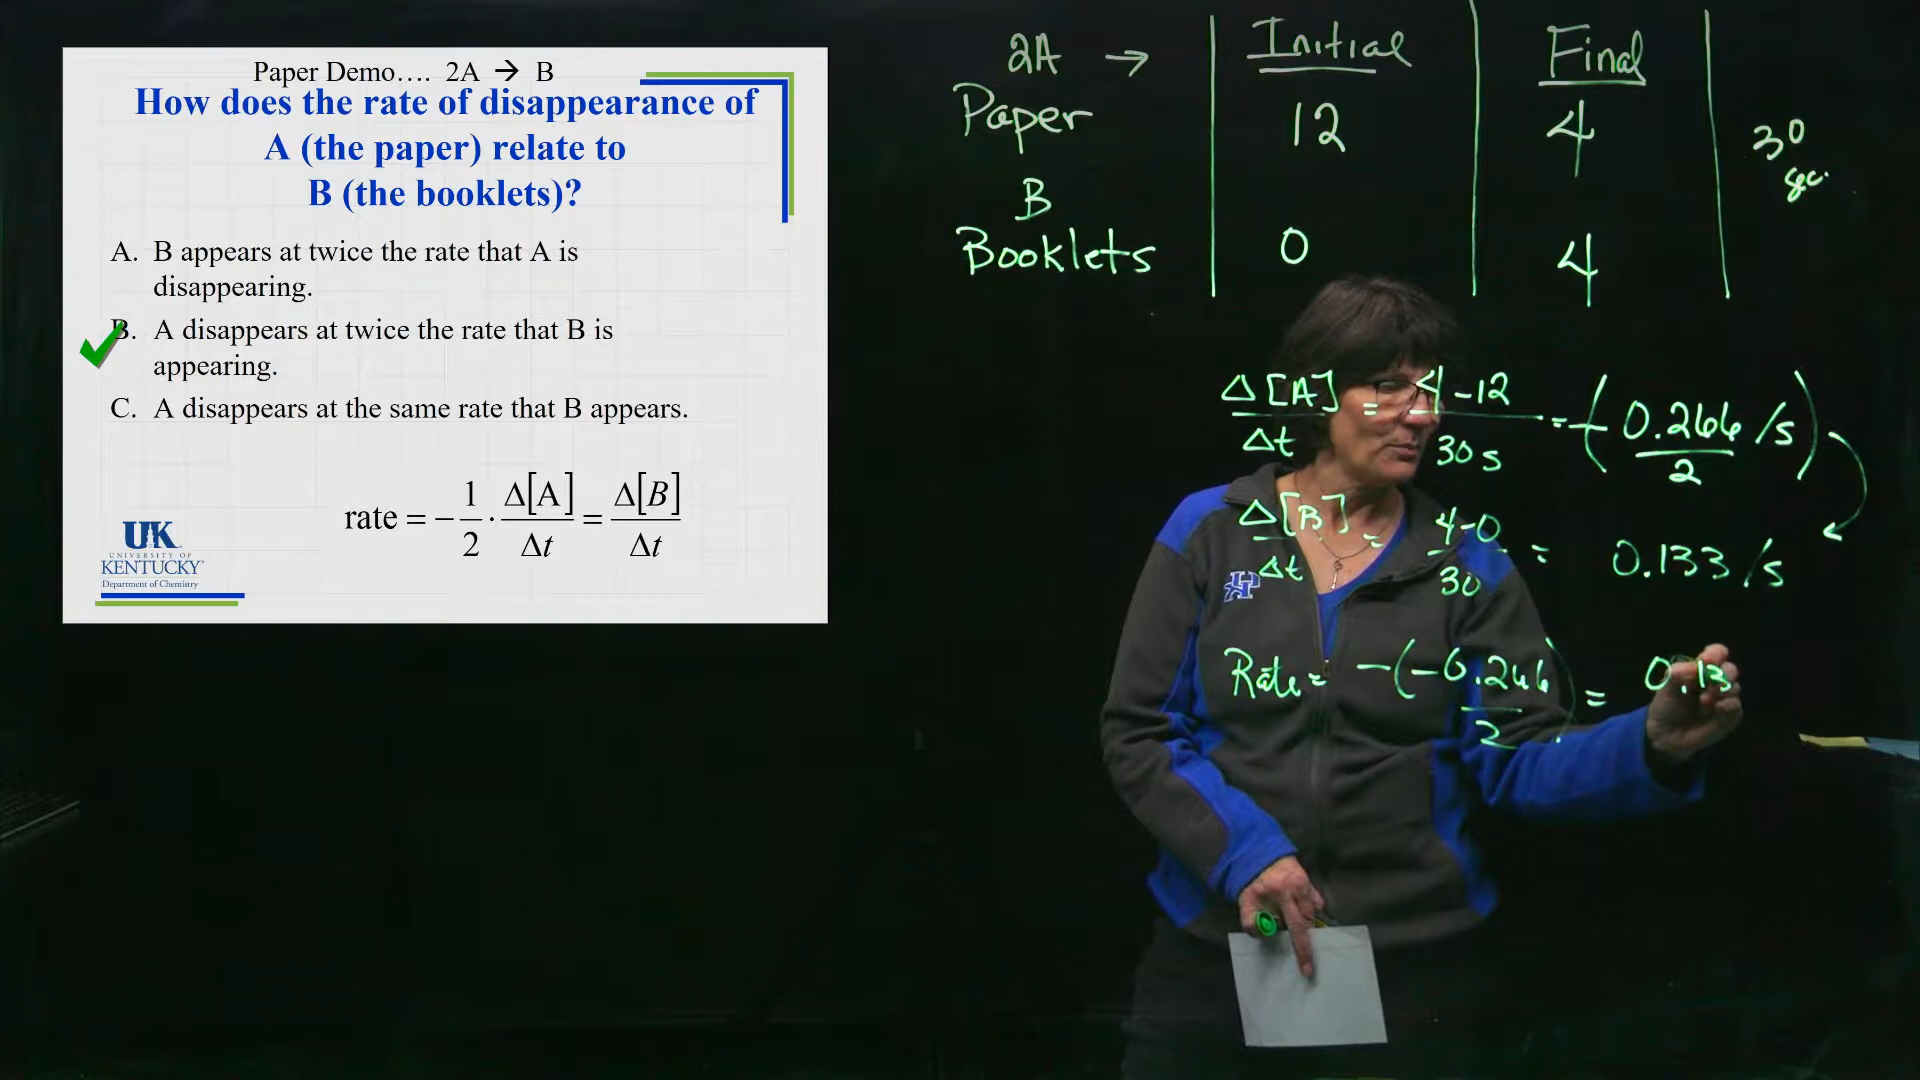 Paper Demo…. 2A → B
How does the rate of disappearance of
A (the paper) relate to
B (the booklets)?
A. B appears at twice the rate that A is
disappearing.
B. A disappears at twice the rate that B is
appearing.
C. A disappears at the same rate that B appears.
rate = − 1/2 · Δ[A]/Δt = Δ[B]/Δt
UK
UNIVERSITY OF
KENTUCKY
Department of Chemistry
2A → Initial Final
Paper 12 4 30 sec.
B
Booklets 0 4
Δ[A]/Δt = 4-12/30s = -(0.266/2 /s)
Δ[B]/Δt = 4-0/30 = 0.133/s
Rate = -(-0.266/2) = 0.13
UK